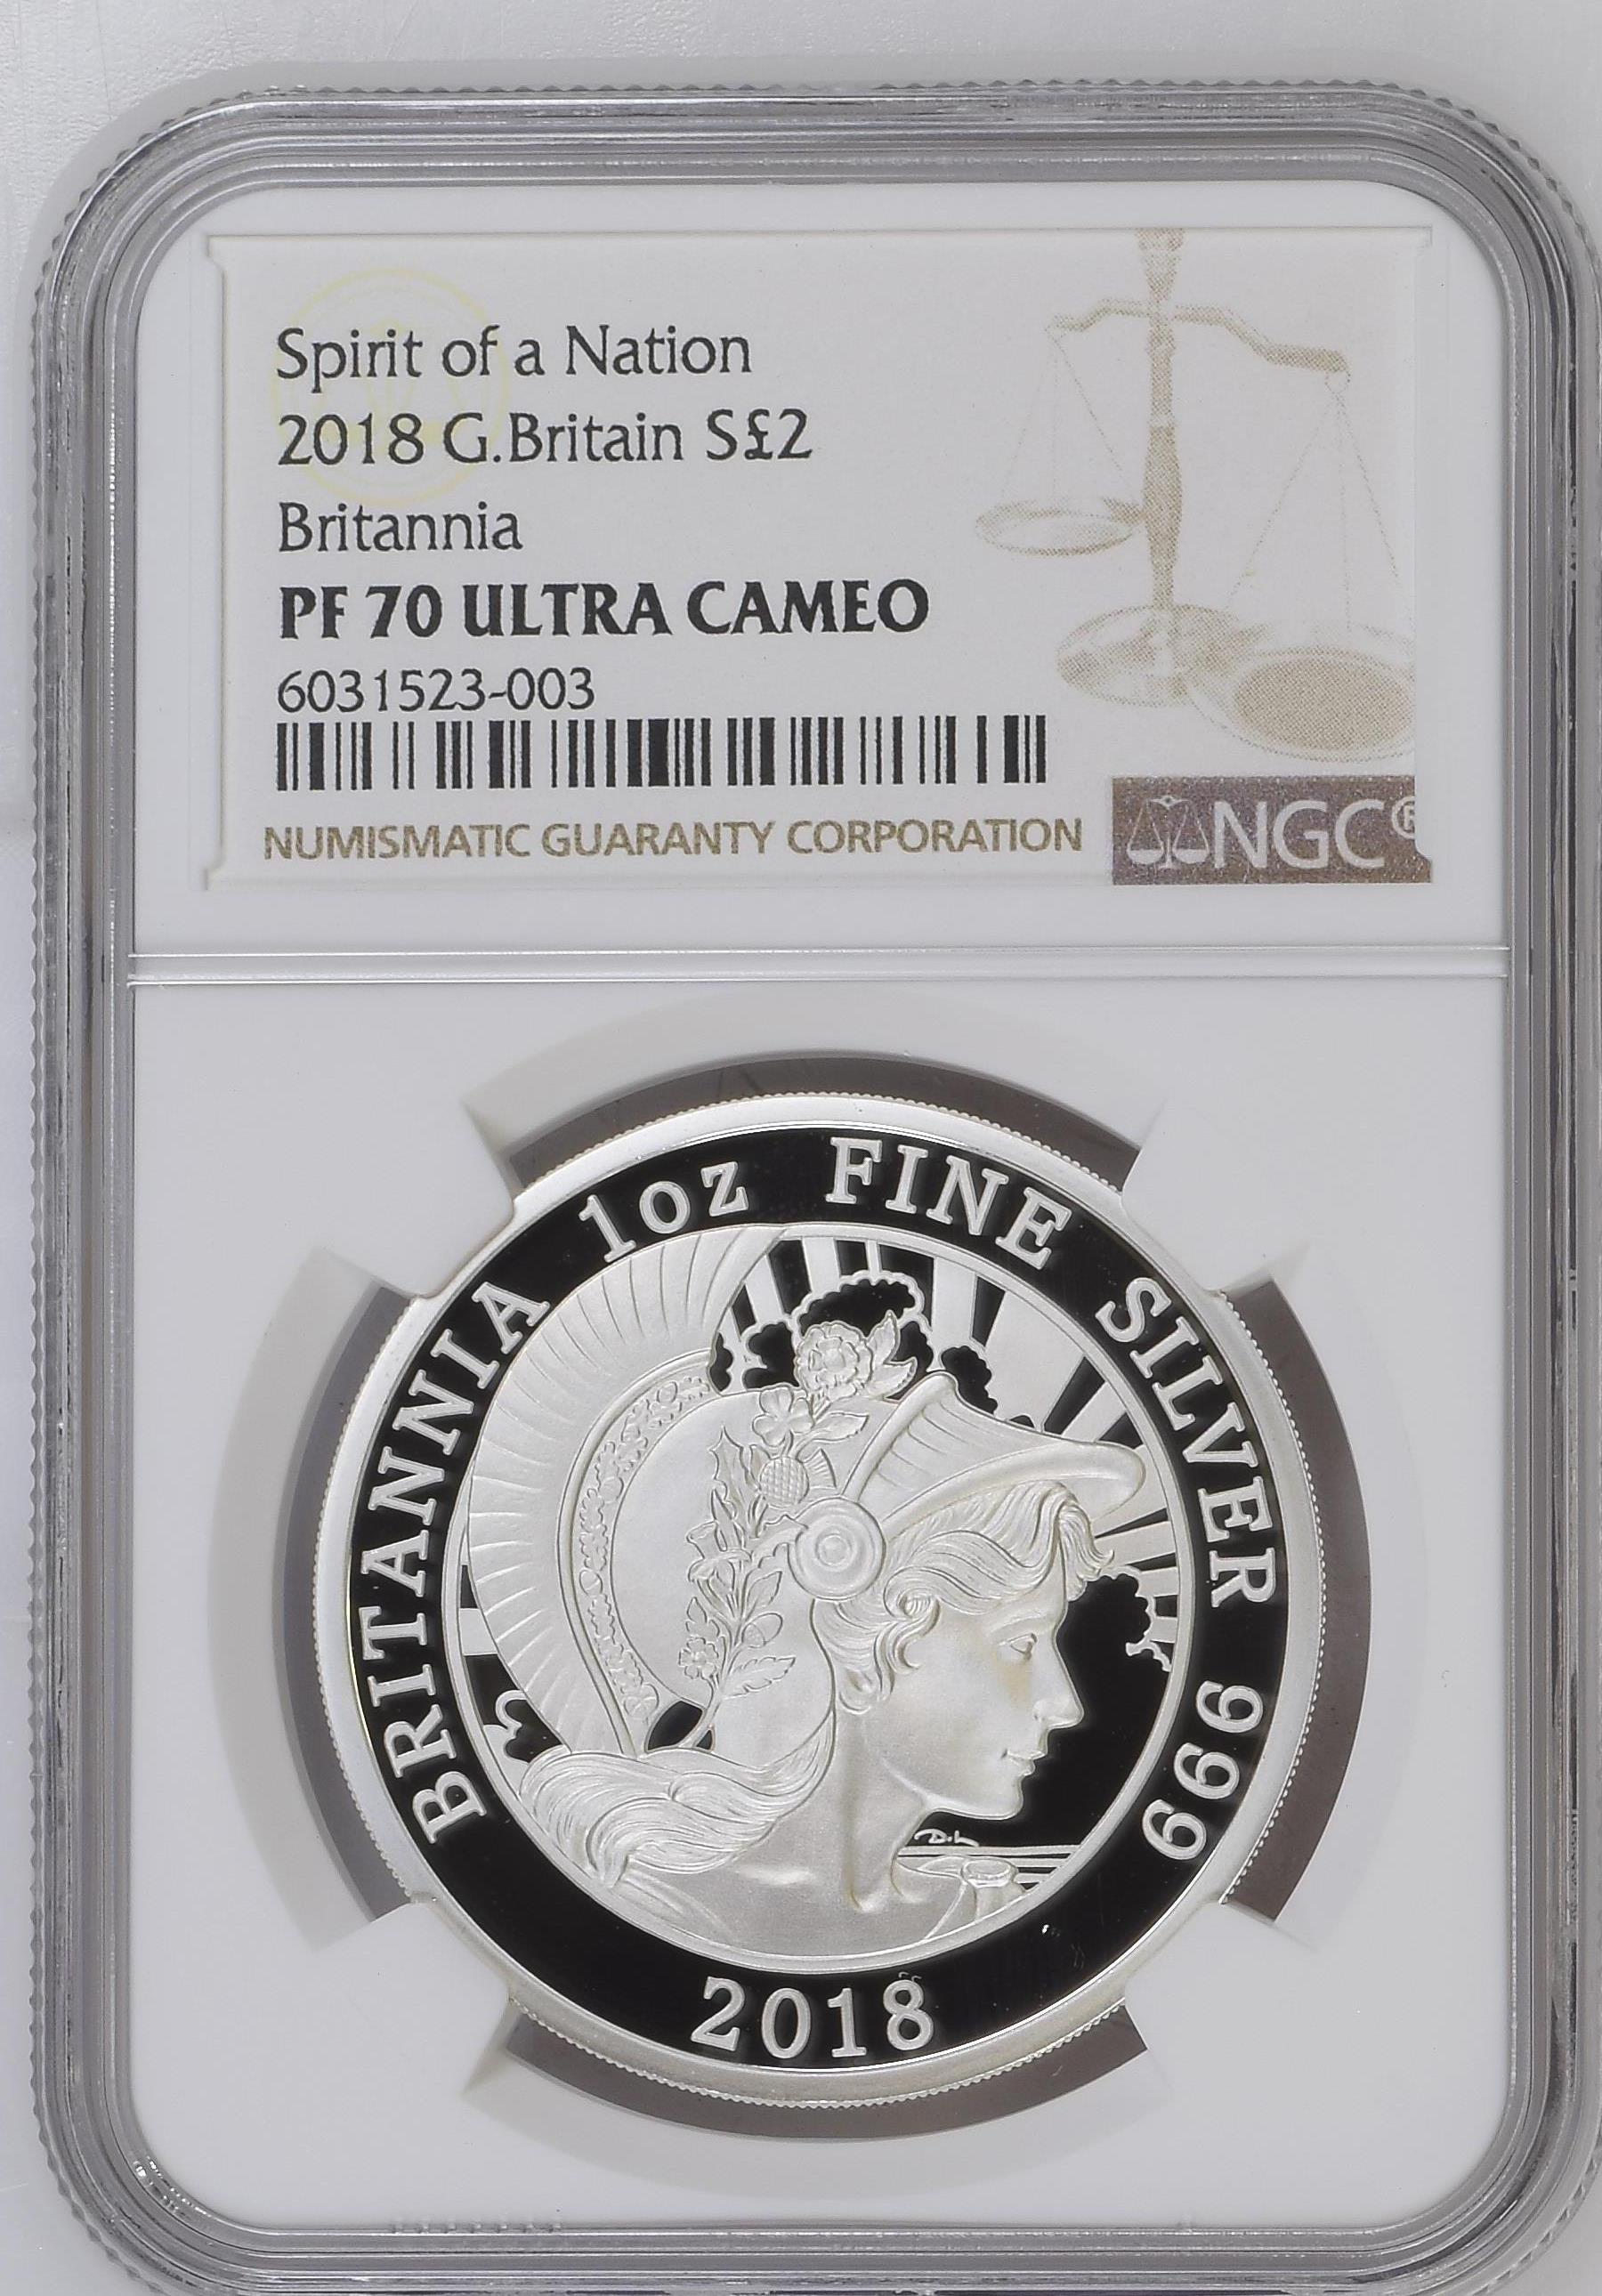 Spirit of a Nation
2018 G.Britain S£2
Britannia
PF 70 ULTRA CAMEO
6031523-003
NUMISMATIC GUARANTY CORPORATION
NGC®
BRITANNIA 1oz FINE SILVER 999
2018